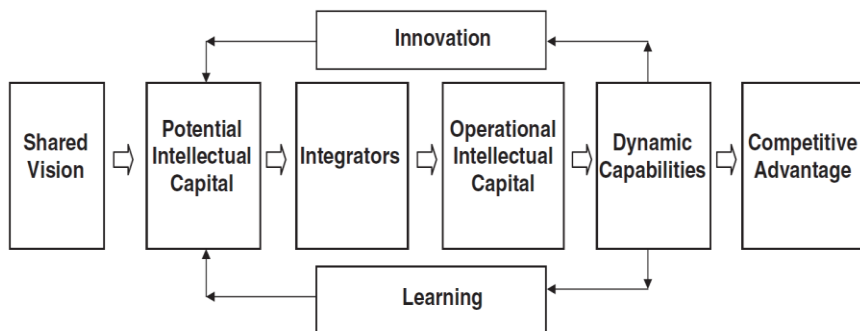 Innovation
Shared
Vision
Potential
Intellectual
Capital
Integrators
Operational
Intellectual
Capital
Dynamic
Capabilities
Competitive
Advantage
Learning